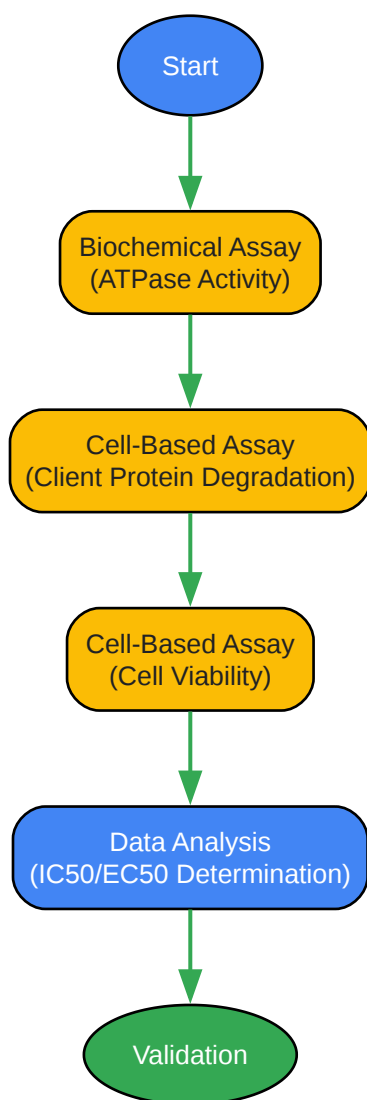 Start
Biochemical Assay
(ATPase Activity)
Cell-Based Assay
(Client Protein Degradation)
Cell-Based Assay
(Cell Viability)
Data Analysis
(IC50/EC50 Determination)
Validation